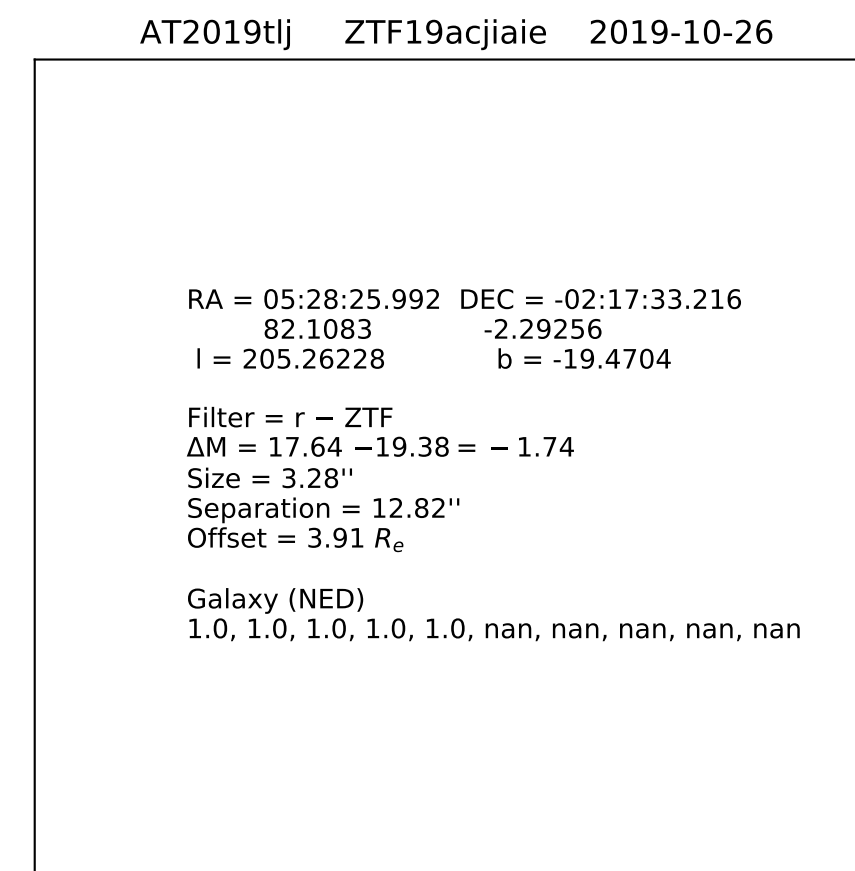 AT2019tlj ZTF19acjiaie 2019-10-26
RA = 05:28:25.992 DEC = -02:17:33.216
82.1083 -2.29256
l = 205.26228 b = -19.4704
Filter = r − ZTF
ΔM = 17.64 −19.38 = − 1.74
Size = 3.28''
Separation = 12.82''
Offset = 3.91 Re
Galaxy (NED)
1.0, 1.0, 1.0, 1.0, 1.0, nan, nan, nan, nan, nan